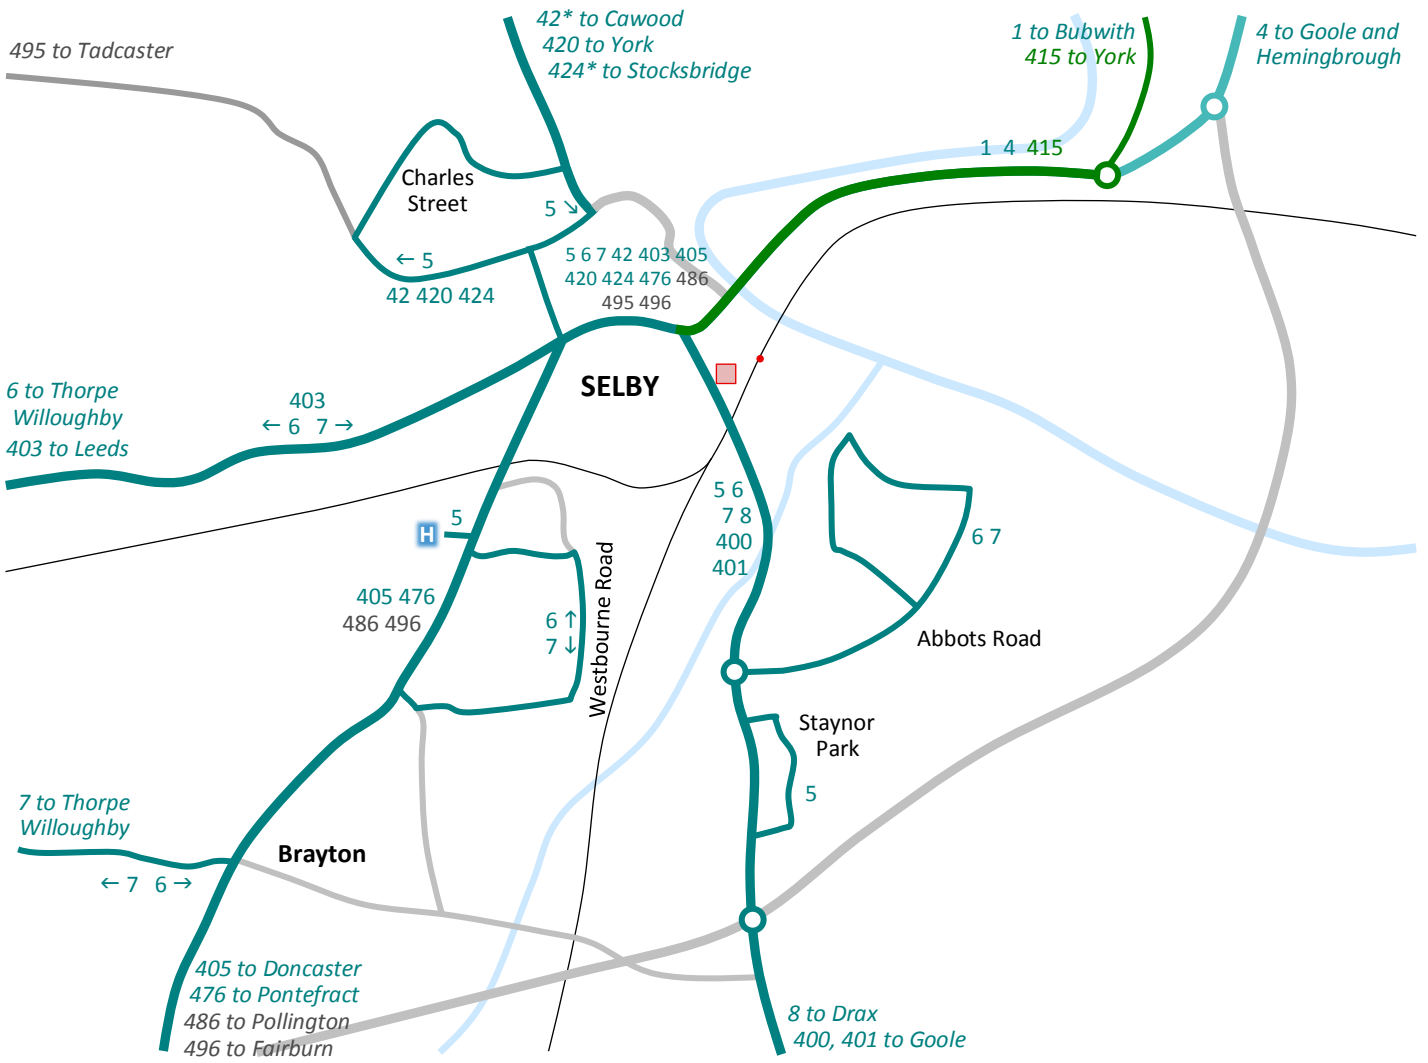 42* to Cawood
420 to York
424* to Stocksbridge
495 to Tadcaster
1 to Bubwith
415 to York
4 to Goole and
Hemingbrough
1 4 415
Charles
Street
5 ↘
← 5
42 420 424
5 6 7 42 403 405
420 424 476 486
495 496
SELBY
6 to Thorpe
Willoughby
403 to Leeds
403
← 6 7 →
5
H
5 6
7 8
400
401
6 7
405 476
486 496
6 ↑
7 ↓
Westbourne Road
Abbots Road
Staynor
Park
5
7 to Thorpe
Willoughby
← 7 6 →
Brayton
405 to Doncaster
476 to Pontefract
486 to Pollington
496 to Fairburn
8 to Drax
400, 401 to Goole